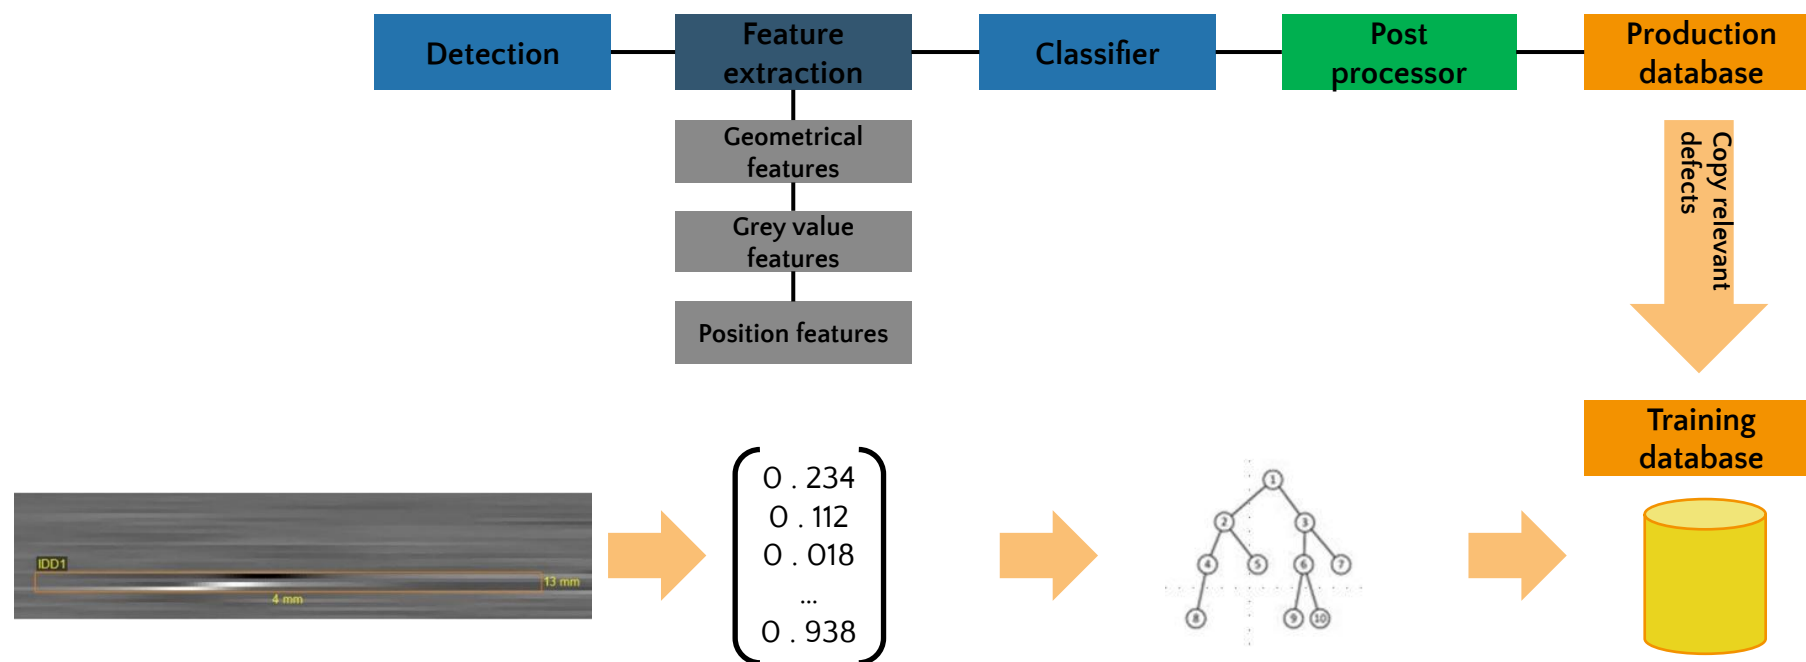 Detection
Feature
extraction
Classifier
Post
processor
Production
database
Geometrical
features
Grey value
features
Position features
Copy relevant
defects
Training
database
IDD1
13 mm
4 mm
0 . 234
0 . 112
0 . 018
...
0 . 938
1
2
3
4
5
6
7
8
9
10